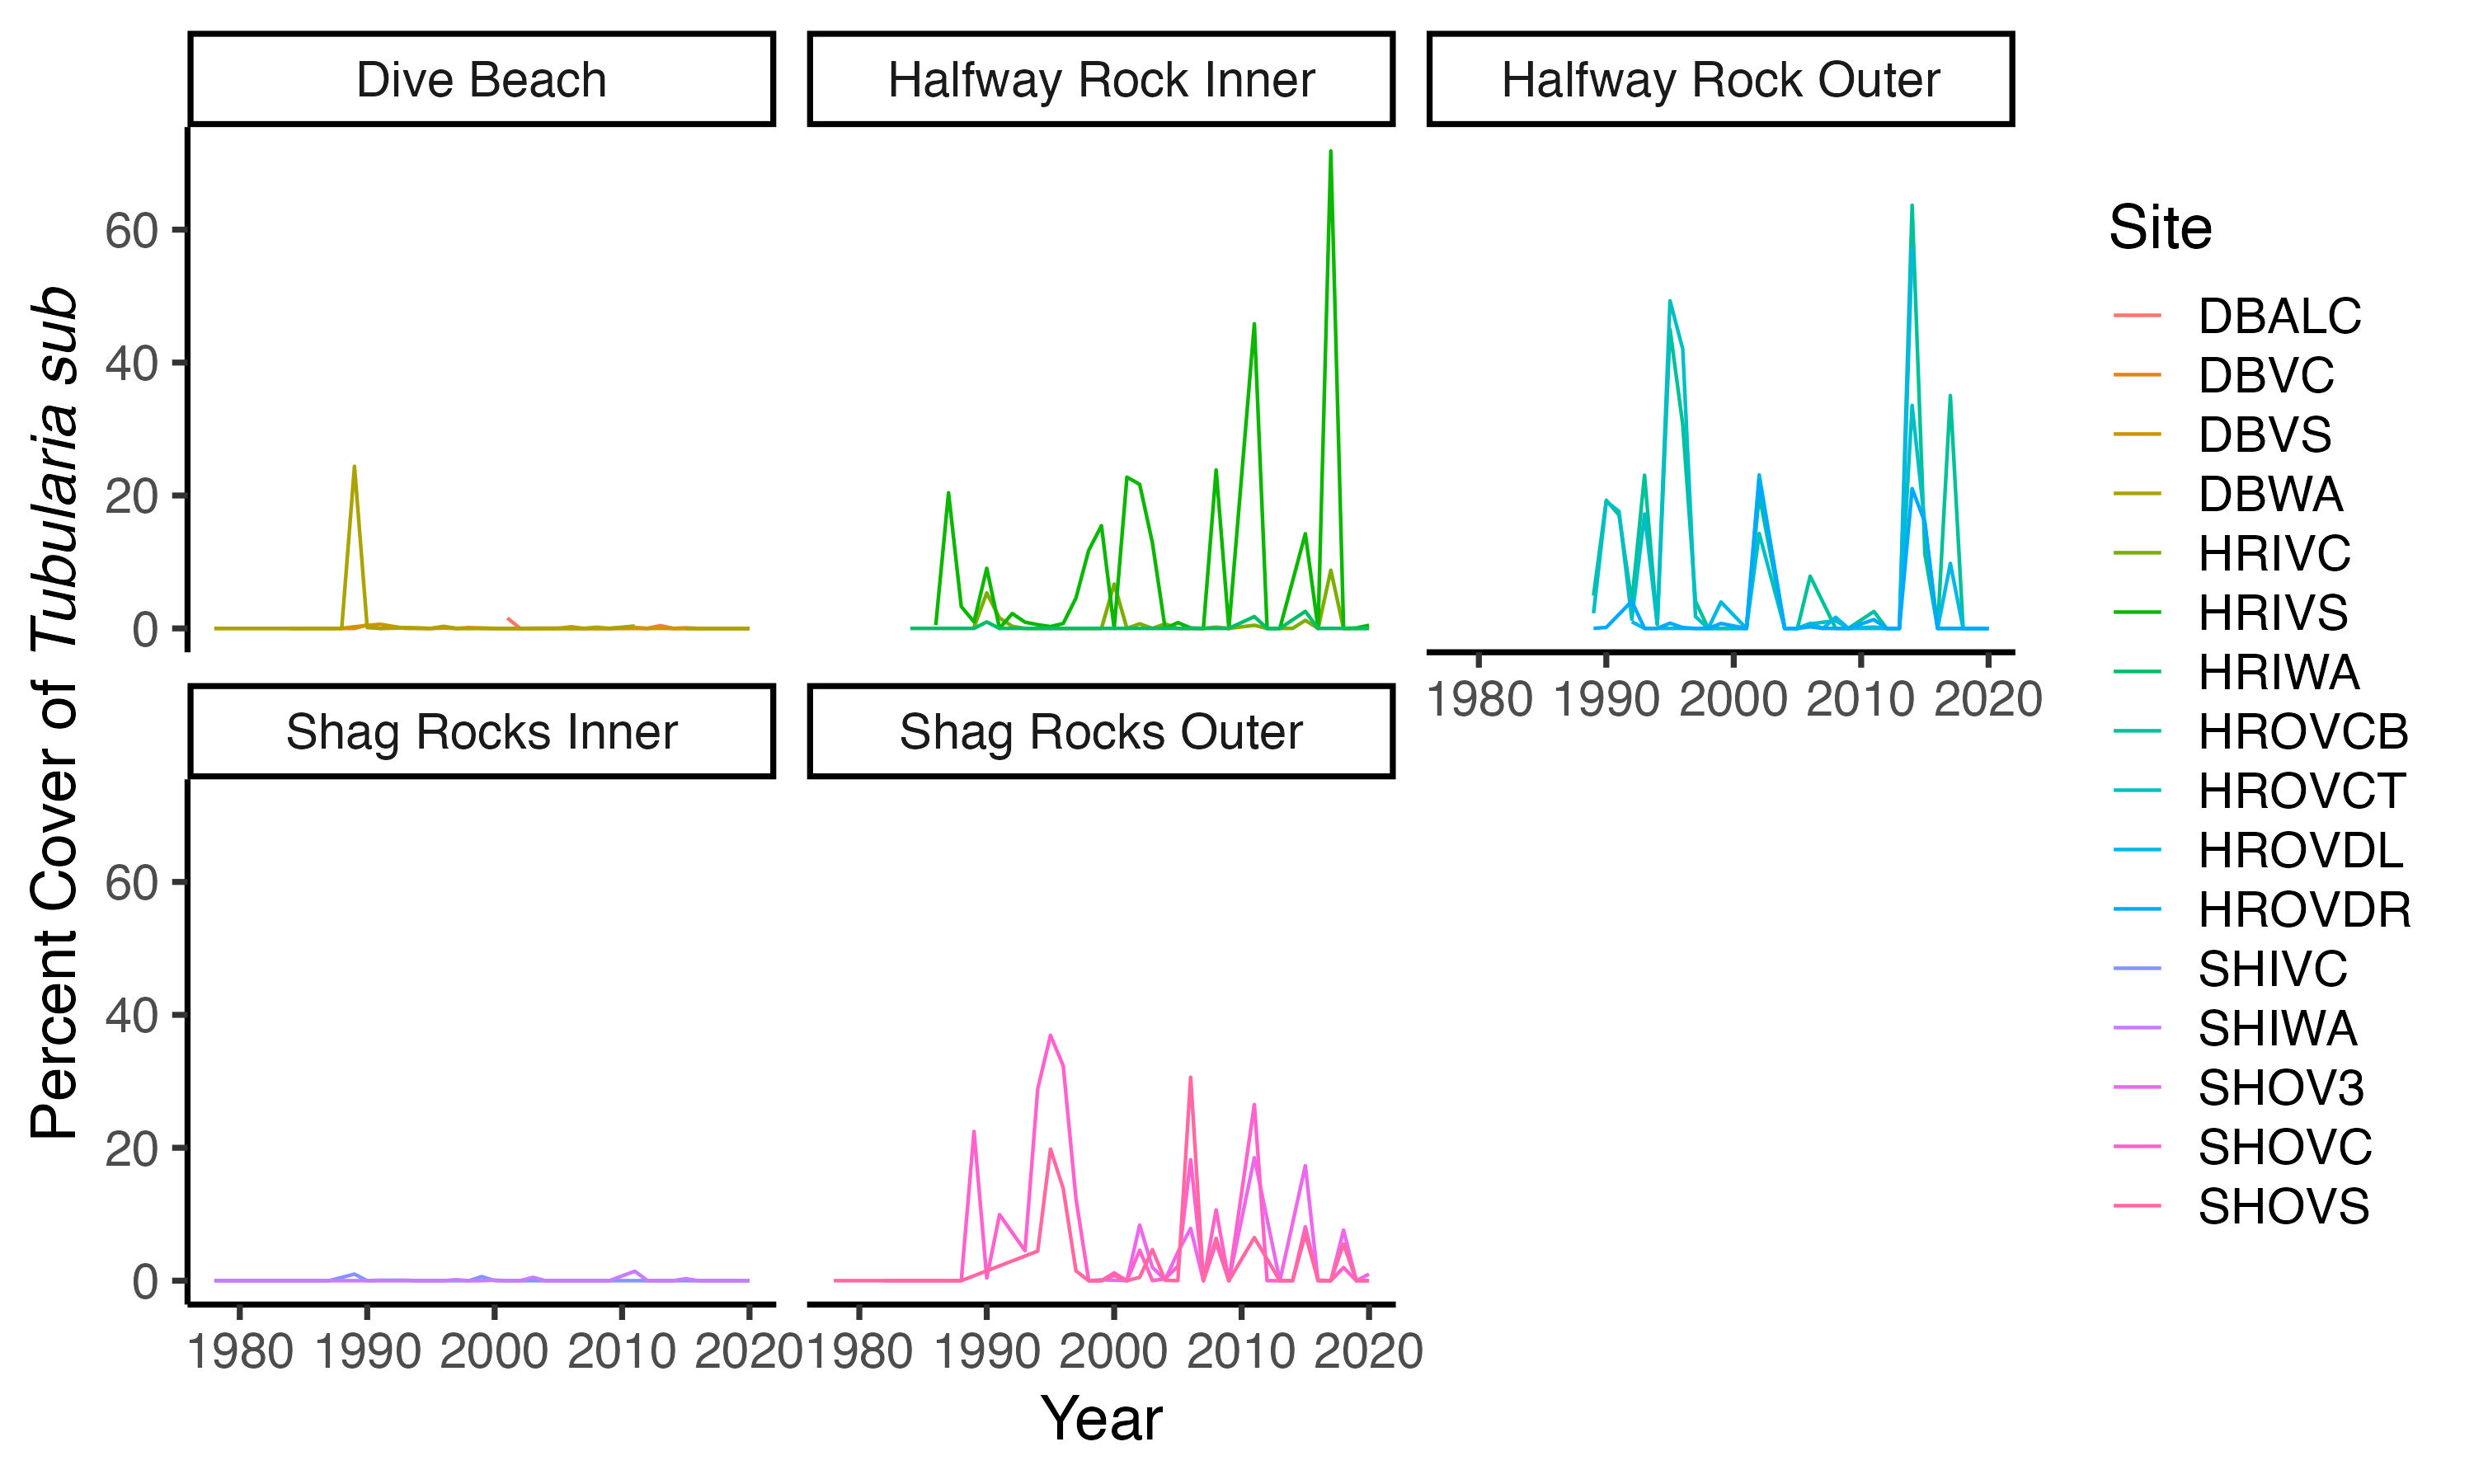 Dive Beach
Halfway Rock Inner
Halfway Rock Outer
Percent Cover of Tubularia sub
60
40
20
0
1980 1990 2000 2010 2020
Shag Rocks Inner
Shag Rocks Outer
60
40
20
0
1980 1990 2000 2010 2020
1980 1990 2000 2010 2020
Year
Site
DBALC
DBVC
DBVS
DBWA
HRIVC
HRIVS
HRIWA
HROVCB
HROVCT
HROVDL
HROVDR
SHIVC
SHIWA
SHOV3
SHOVC
SHOVS